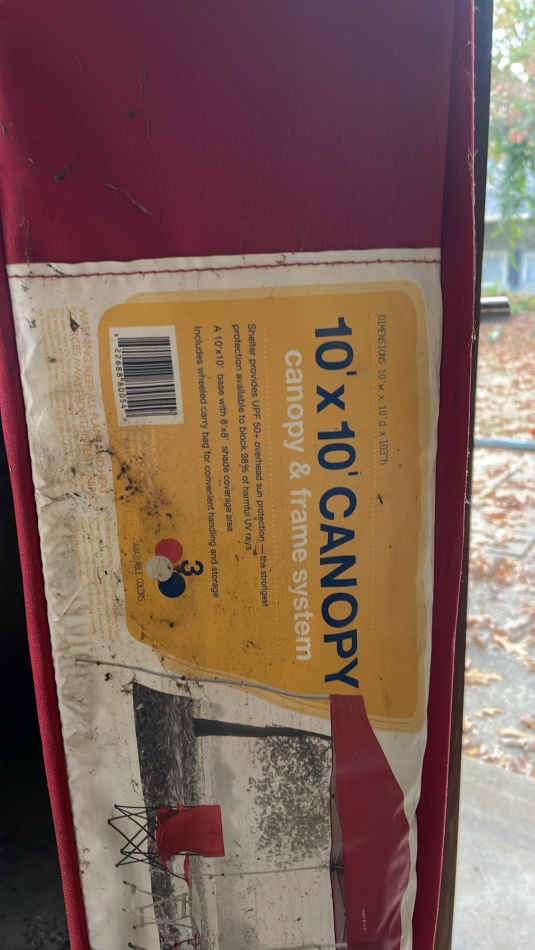 DIMENSIONS 10'w x 10'd x 103"h
10' x 10' CANOPY
canopy & frame system
Shelter provides UPF 50+ overhead sun protection — the strongest
protection available to block 98% of harmful UV rays
A 10'x10' base with 8'x8' shade coverage area
Includes wheeled carry bag for convenient handling and storage
3
AVAILABLE COLORS